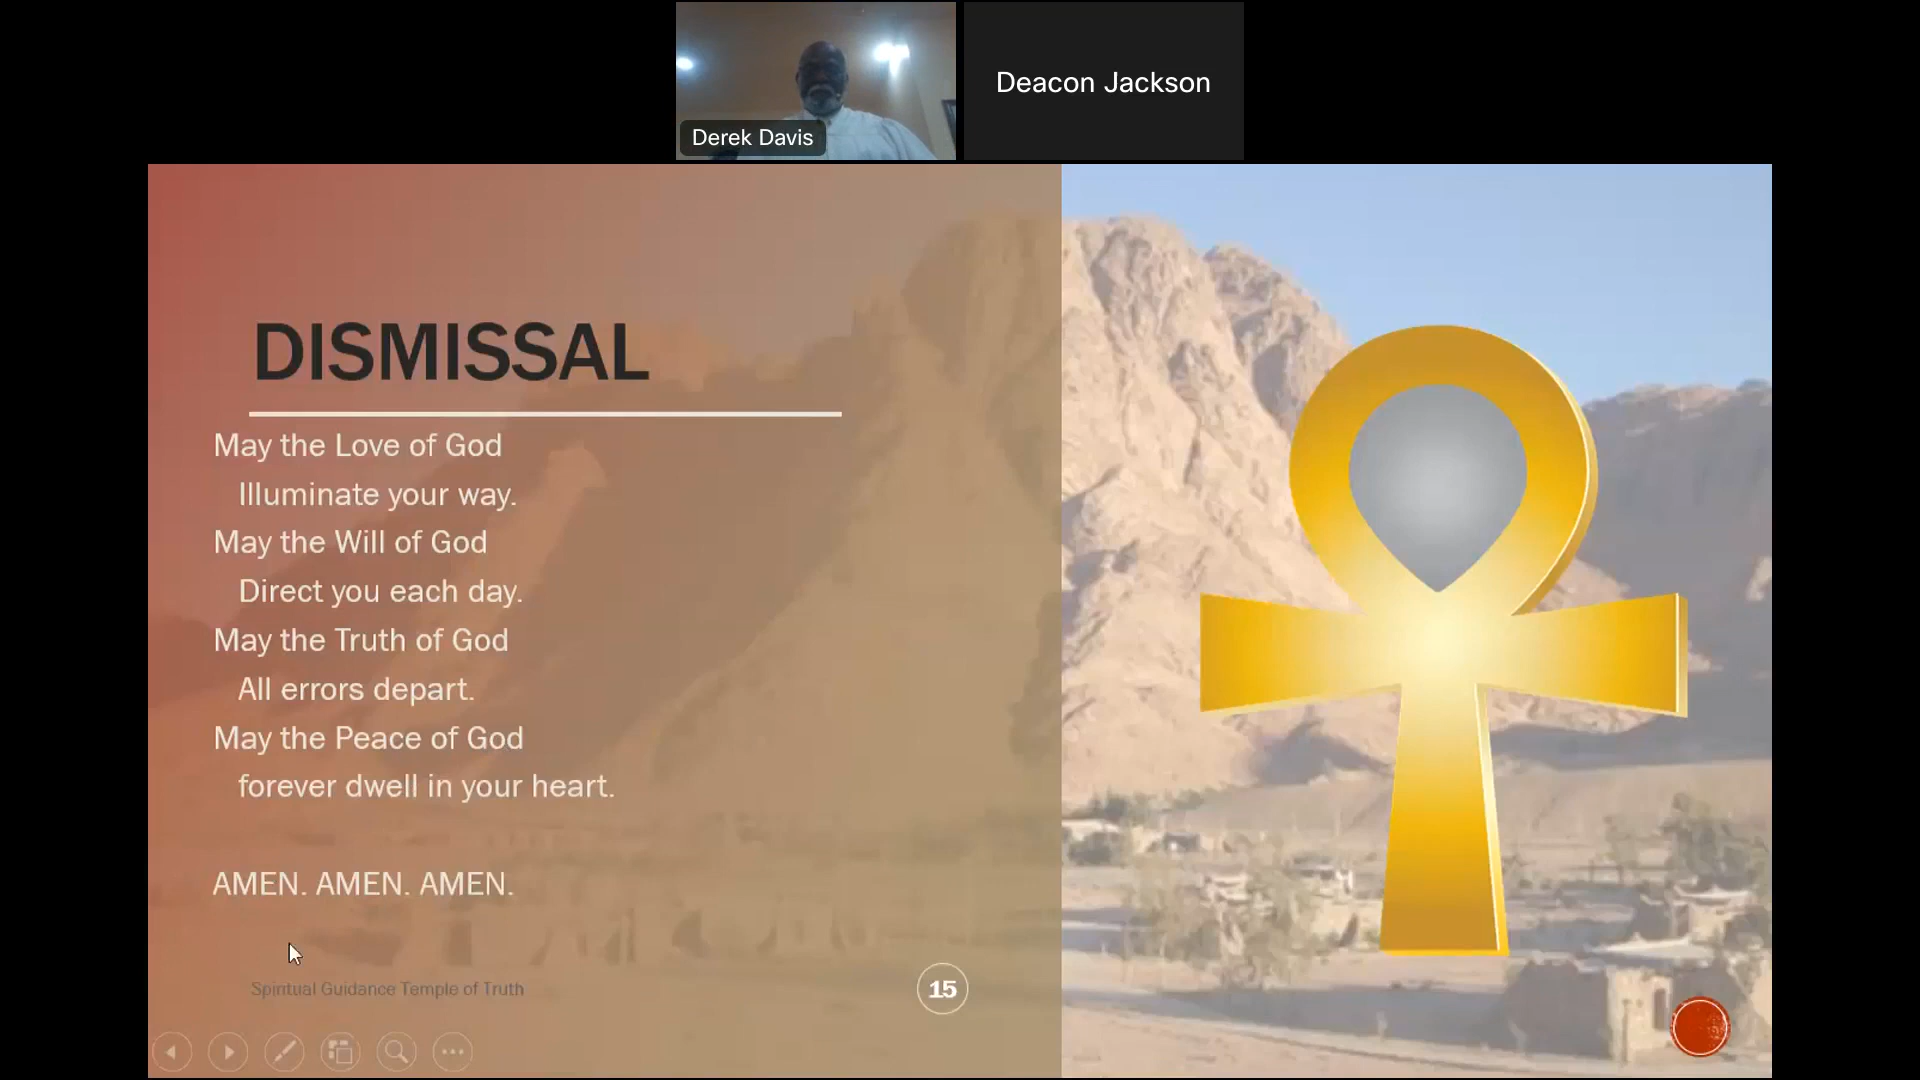 Derek Davis
Deacon Jackson
DISMISSAL
May the Love of God
Illuminate your way.
May the Will of God
Direct you each day.
May the Truth of God
All errors depart.
May the Peace of God
forever dwell in your heart.
AMEN. AMEN. AMEN.
Spiritual Guidance Temple of Truth
15